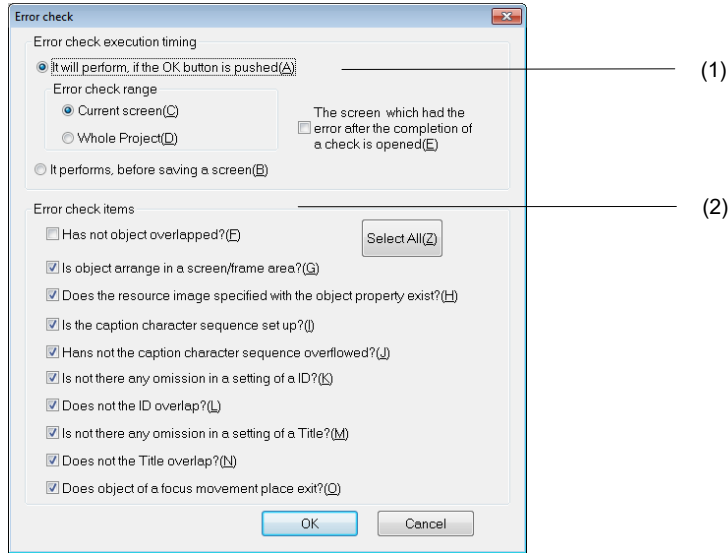 Error check
Error check execution timing
It will perform, if the OK button is pushed(A)
(1)
Error check range
Current screen(C)
Whole Project(D)
The screen which had the
error after the completion of
a check is opened(E)
It performs, before saving a screen(B)
(2)
Error check items
Has not object overlapped?(F)
Select All(Z)
Is object arrange in a screen/frame area?(G)
Does the resource image specified with the object property exist?(H)
Is the caption character sequence set up?(I)
Hans not the caption character sequence overflowed?(J)
Is not there any omission in a setting of a ID?(K)
Does not the ID overlap?(L)
Is not there any omission in a setting of a Title?(M)
Does not the Title overlap?(N)
Does object of a focus movement place exit?(O)
OK
Cancel